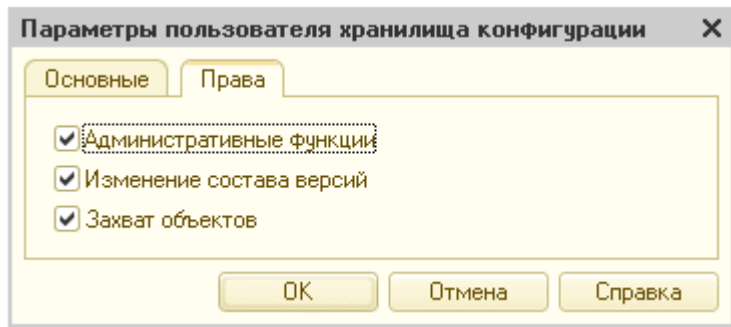 Параметры пользователя хранилища конфигурации
Основные Права
Административные функции
Изменение состава версий
Захват объектов
OK Отмена Справка